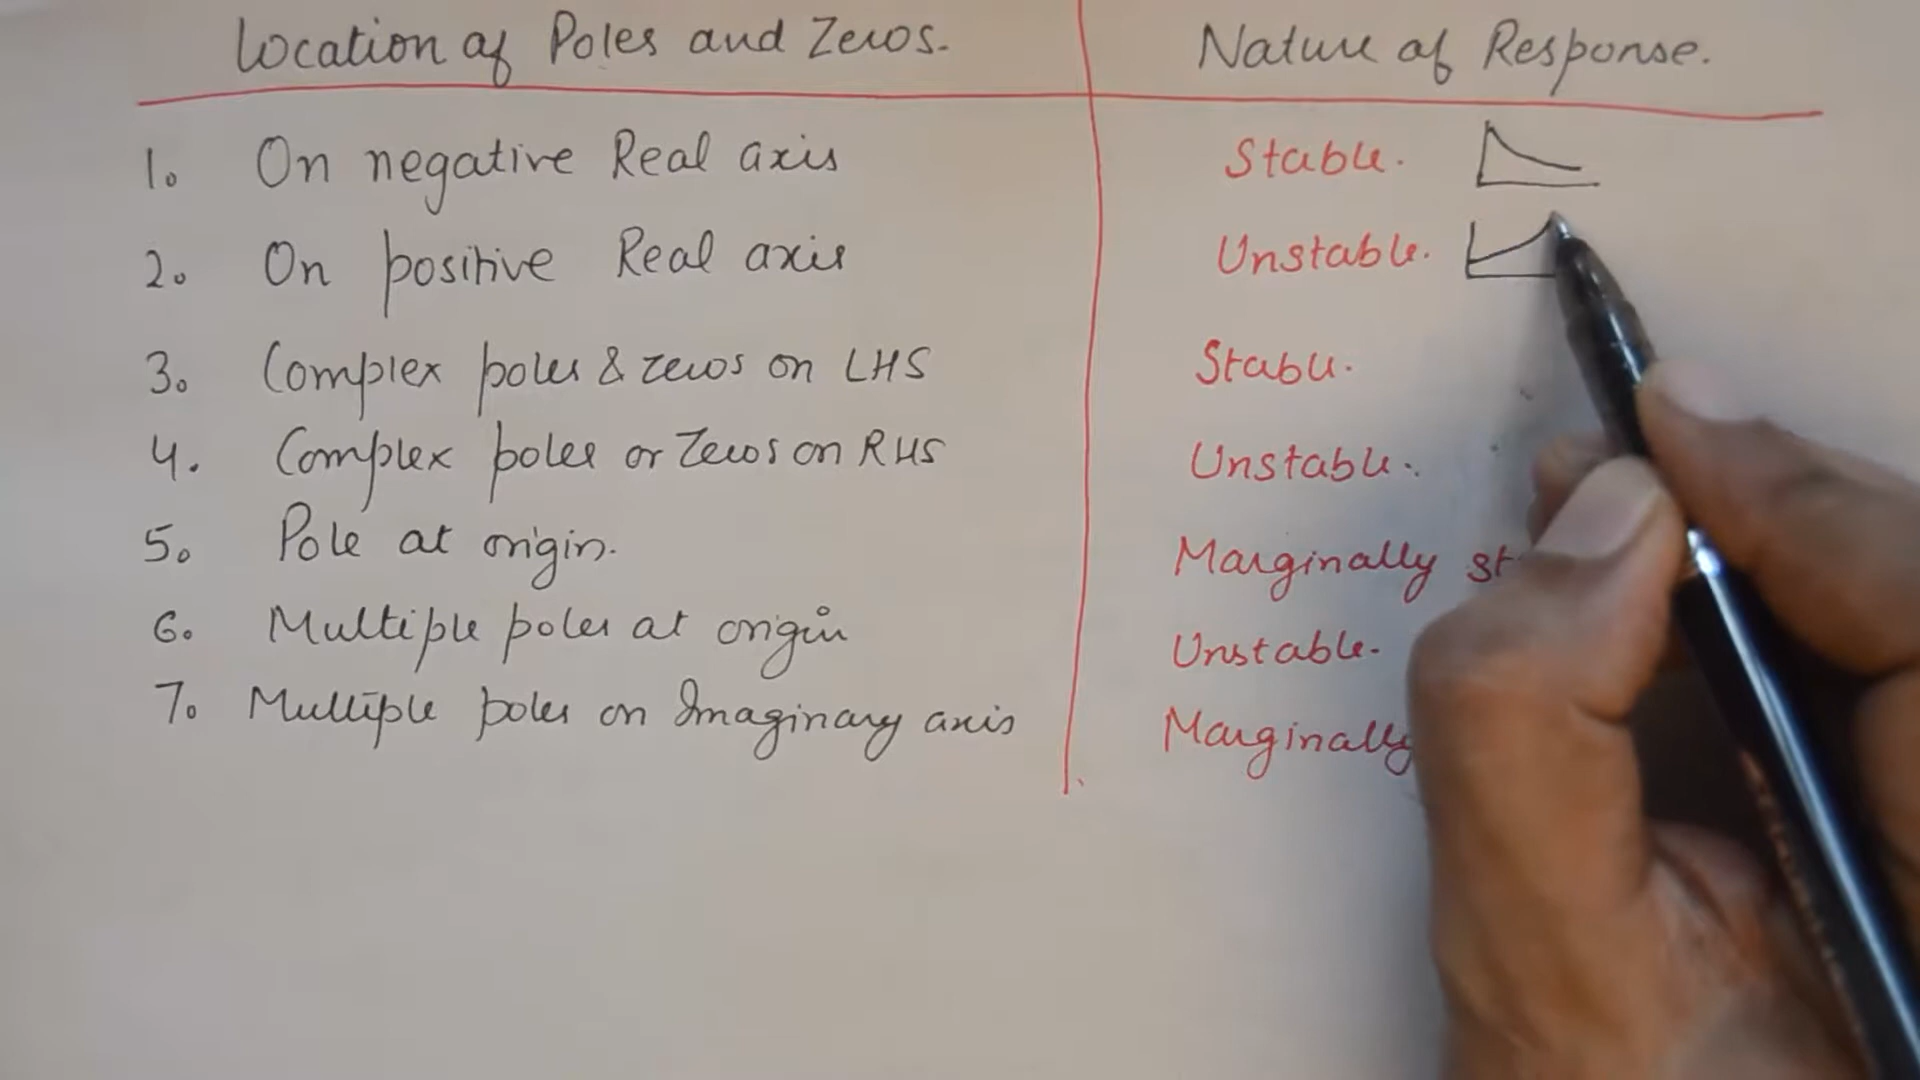 Location of Poles and Zeros. Nature of Response.
1. On negative Real axis Stable.
2. On positive Real axis Unstable.
3. Complex poles & zeros on LHS Stable.
4. Complex poles or Zeros on RHS Unstable.
5. Pole at origin. Marginally st
6. Multiple poles at origin Unstable.
7. Multiple poles on Imaginary axis Marginally